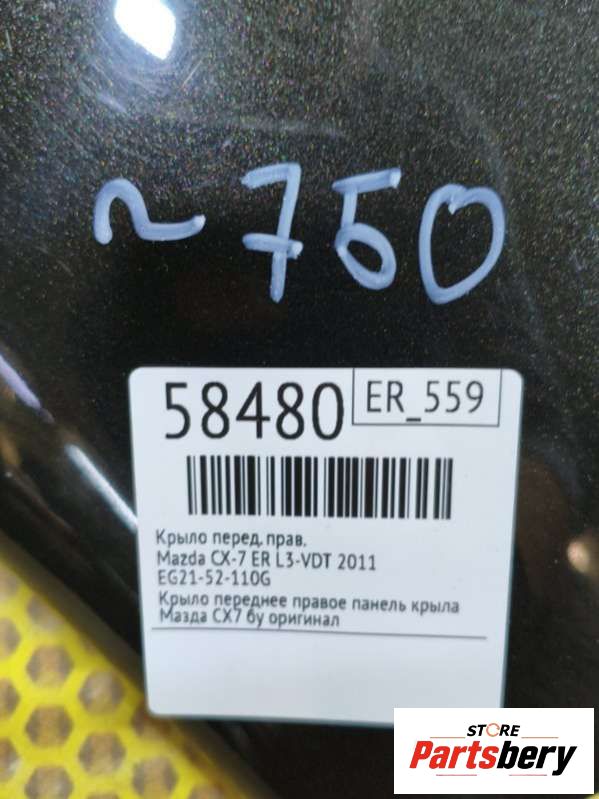 ~750
58480 ER_559
Крыло перед. прав.
Mazda CX-7 ER L3-VDT 2011
EG21-52-110G
Крыло переднее правое панель крыла
Мазда СХ7 бу оригинал
STORE
Partsbery